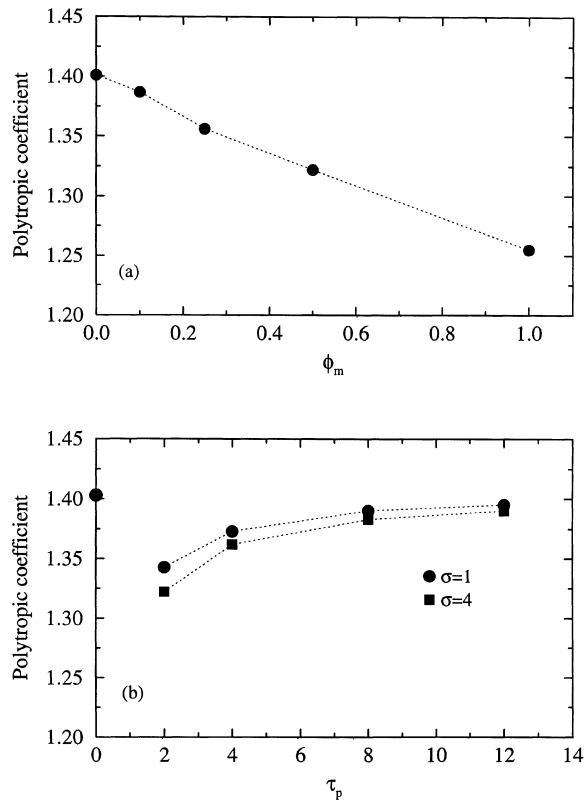 1.45
1.40
1.35
1.30
1.25
1.20
Polytropic coefficient
(a)
0.0 0.2 0.4 0.6 0.8 1.0
ϕm
1.45
1.40
1.35
1.30
1.25
1.20
Polytropic coefficient
σ=1
σ=4
(b)
0 2 4 6 8 10 12 14
τp